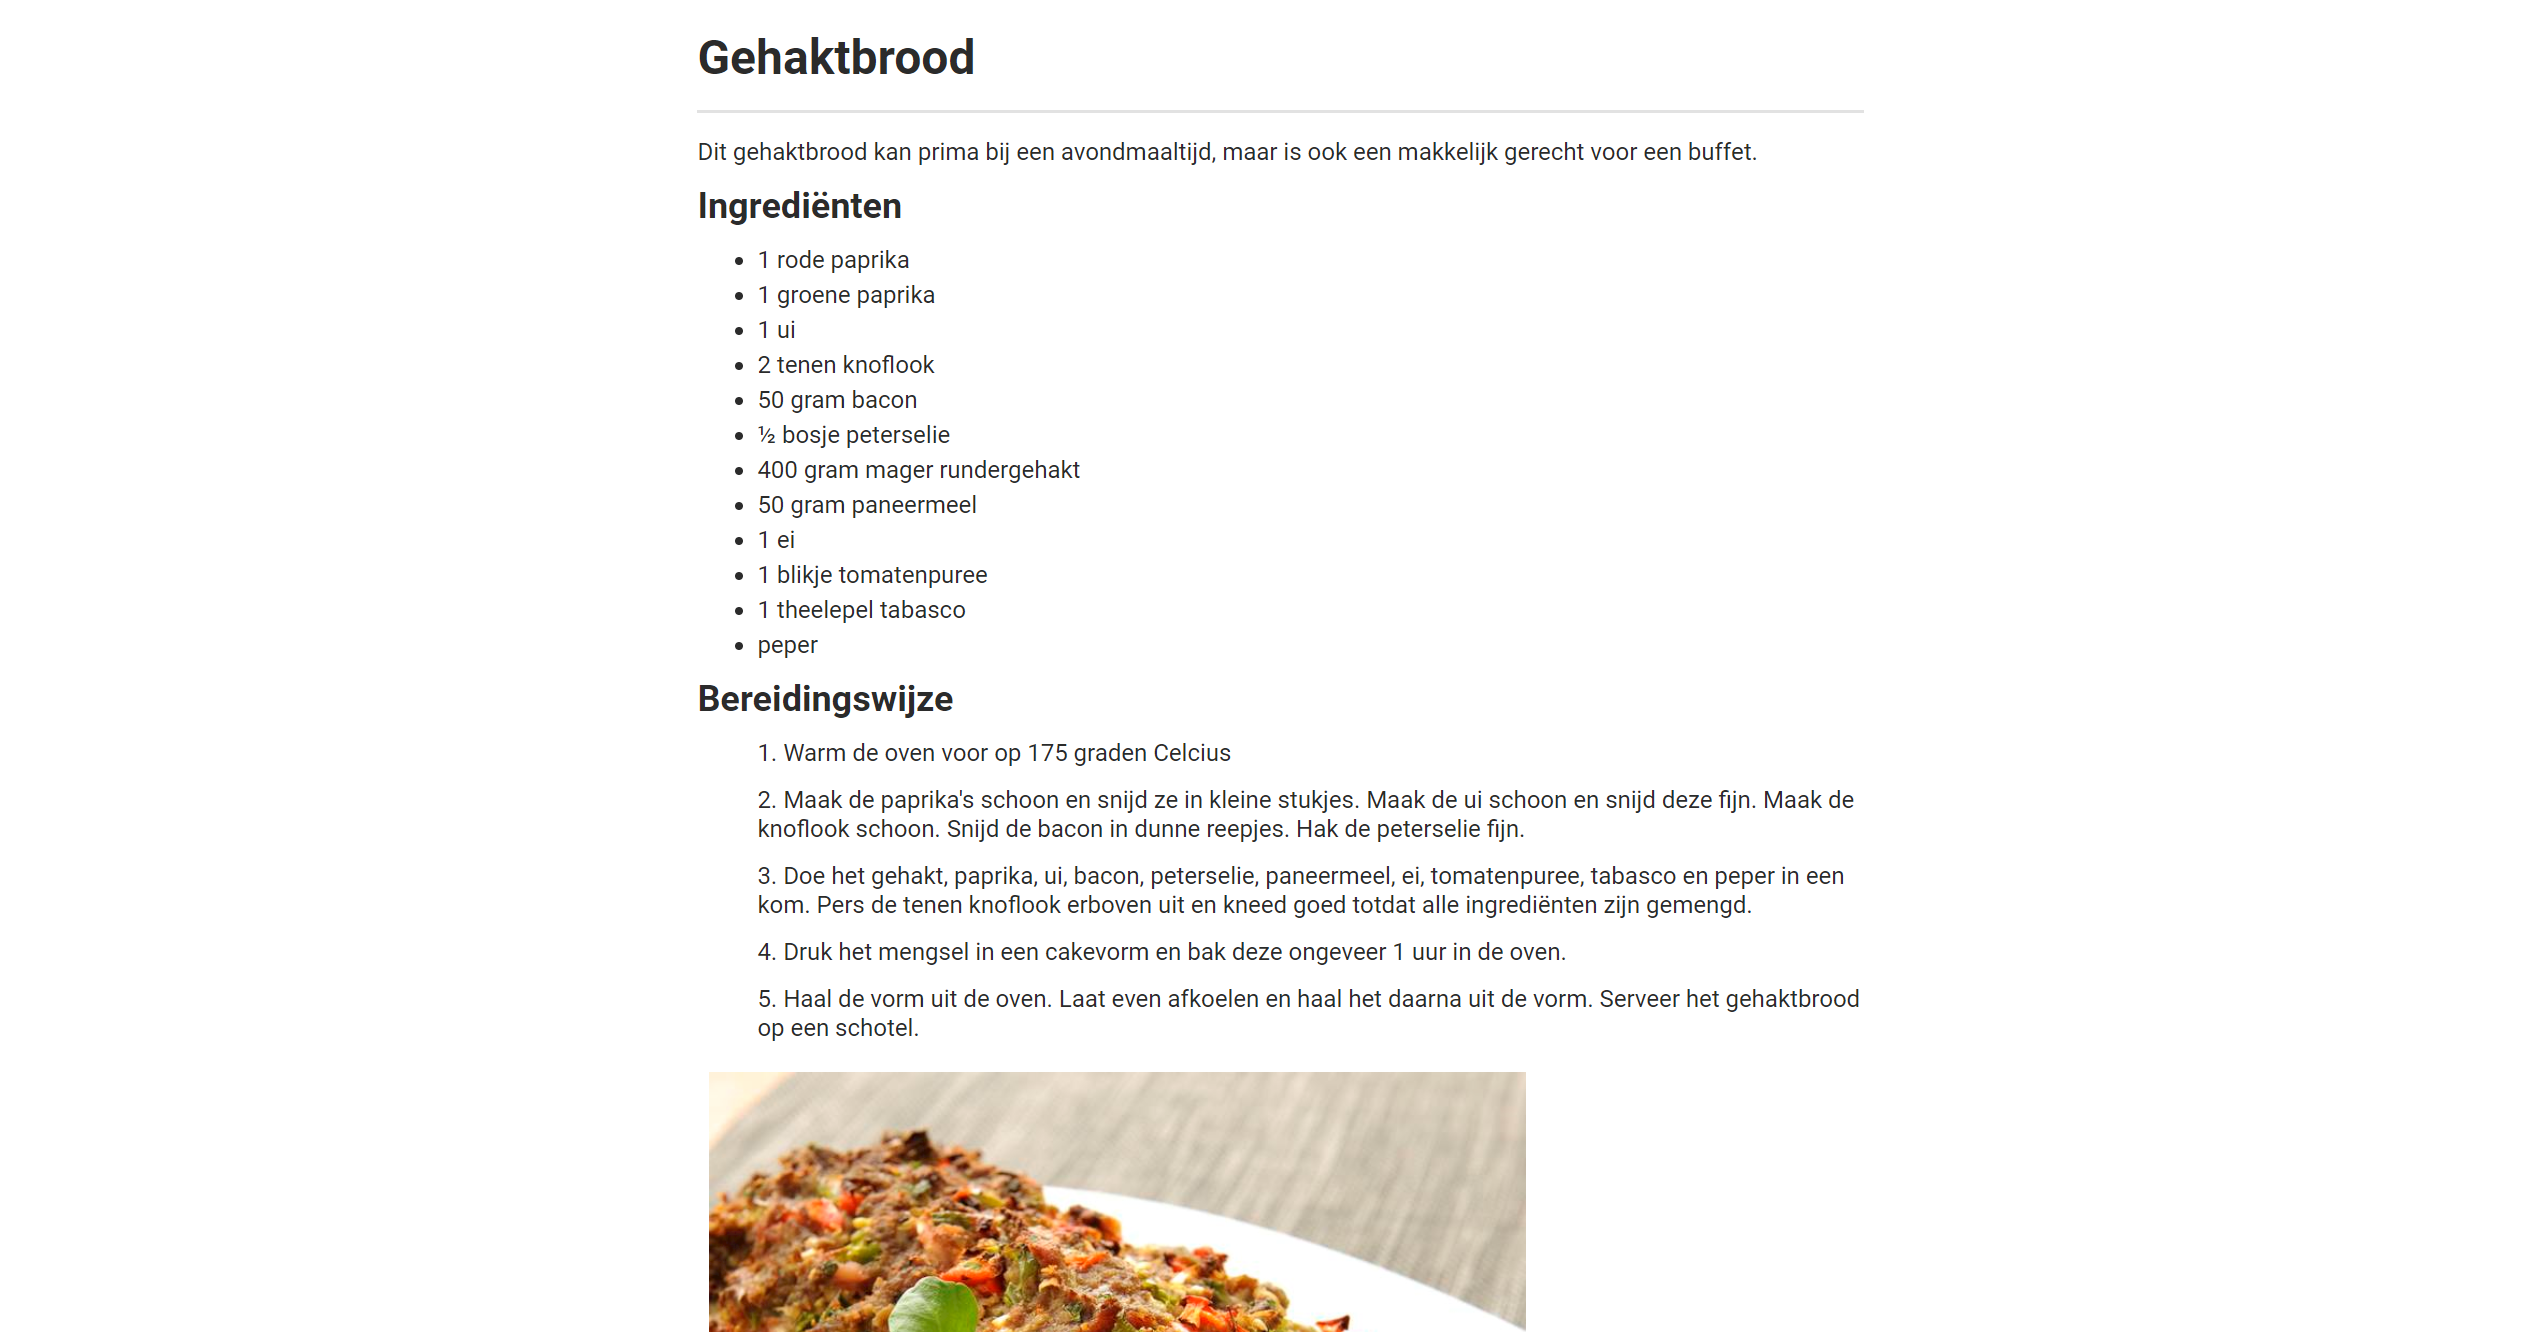 Gehaktbrood
Dit gehaktbrood kan prima bij een avondmaaltijd, maar is ook een makkelijk gerecht voor een buffet.
Ingrediënten
1 rode paprika
1 groene paprika
1 ui
2 tenen knoflook
50 gram bacon
½ bosje peterselie
400 gram mager rundergehakt
50 gram paneermeel
1 ei
1 blikje tomatenpuree
1 theelepel tabasco
peper
Bereidingswijze
1. Warm de oven voor op 175 graden Celcius
2. Maak de paprika's schoon en snijd ze in kleine stukjes. Maak de ui schoon en snijd deze fijn. Maak de
knoflook schoon. Snijd de bacon in dunne reepjes. Hak de peterselie fijn.
3. Doe het gehakt, paprika, ui, bacon, peterselie, paneermeel, ei, tomatenpuree, tabasco en peper in een
kom. Pers de tenen knoflook erboven uit en kneed goed totdat alle ingrediënten zijn gemengd.
4. Druk het mengsel in een cakevorm en bak deze ongeveer 1 uur in de oven.
5. Haal de vorm uit de oven. Laat even afkoelen en haal het daarna uit de vorm. Serveer het gehaktbrood
op een schotel.